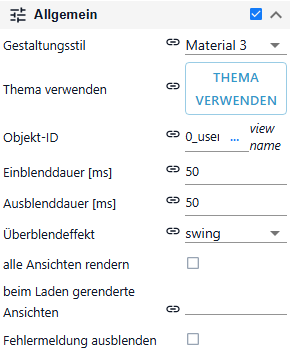 Allgemein
Gestaltungsstil Material 3
Thema verwenden THEMA
VERWENDEN
Objekt-ID 0_user ... view
name
Einblenddauer [ms] 50
Ausblenddauer [ms] 50
Überblendeffekt swing
alle Ansichten rendern
beim Laden gerenderte
Ansichten
Fehlermeldung ausblenden